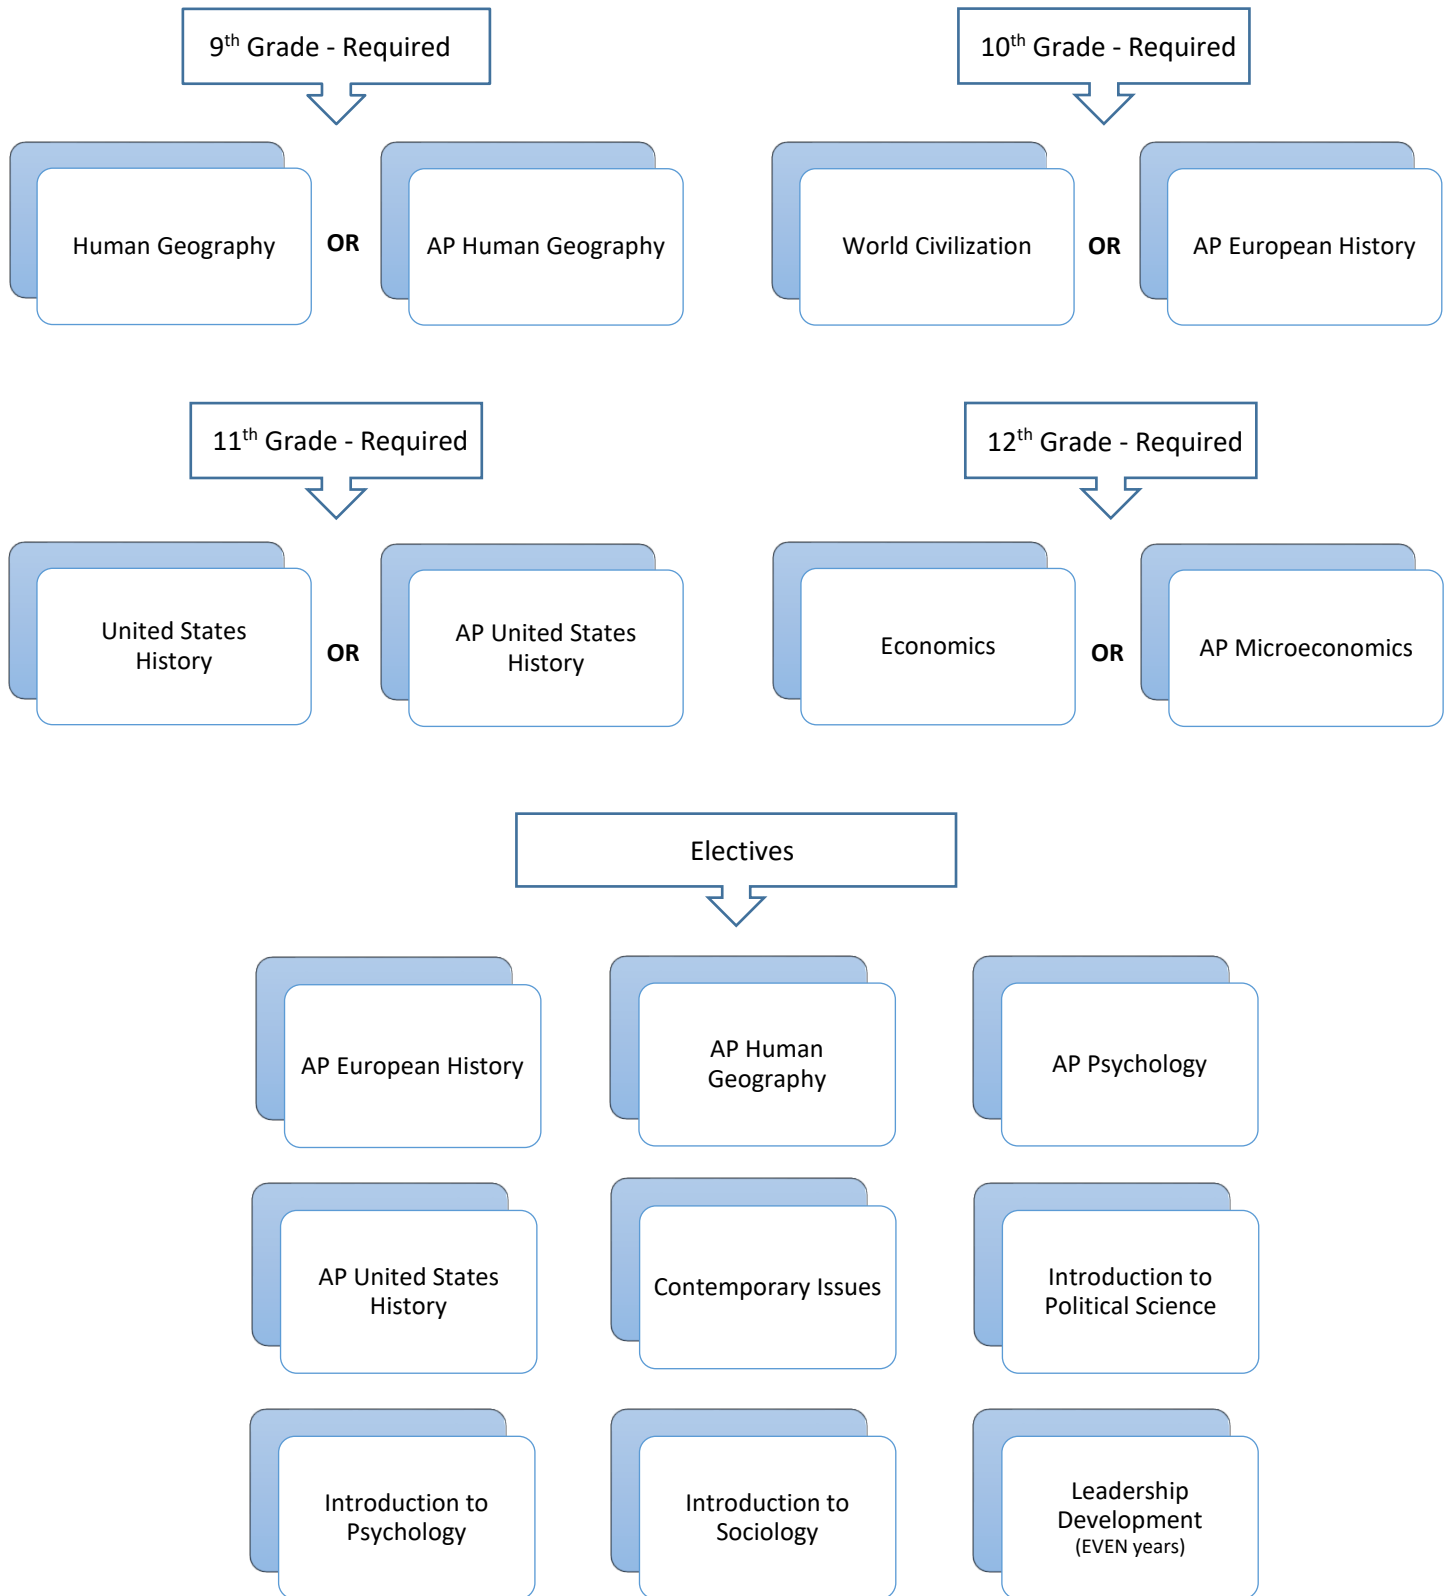 9th Grade - Required
10th Grade - Required
Human Geography
OR
AP Human Geography
World Civilization
OR
AP European History
11th Grade - Required
12th Grade - Required
United States
History
OR
AP United States
History
Economics
OR
AP Microeconomics
Electives
AP European History
AP Human
Geography
AP Psychology
AP United States
History
Contemporary Issues
Introduction to
Political Science
Introduction to
Psychology
Introduction to
Sociology
Leadership
Development
(EVEN years)